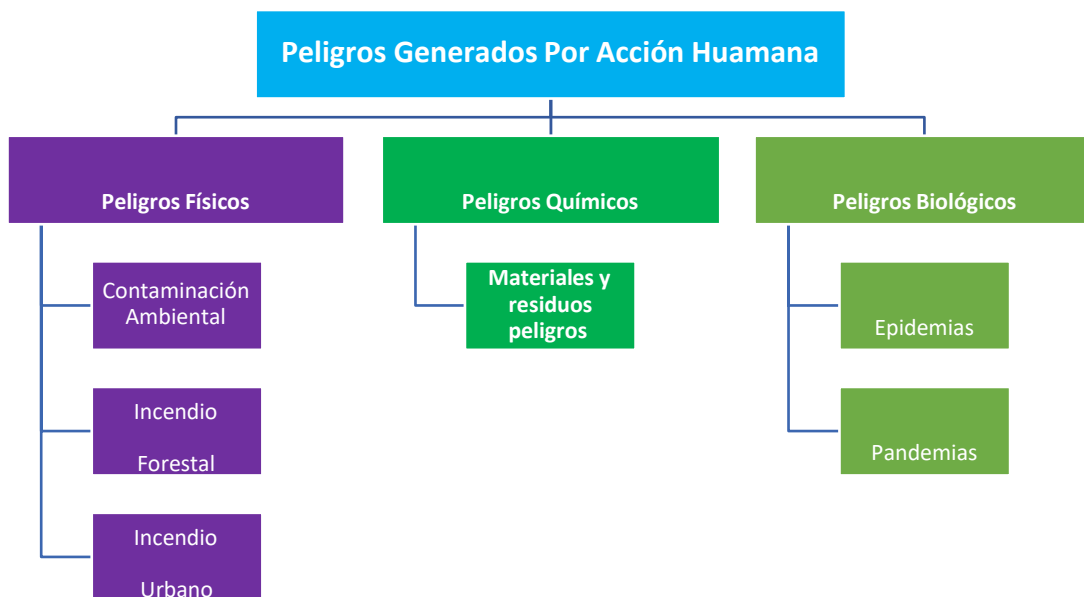 Peligros Generados Por Acción Huamana
Peligros Físicos
Peligros Químicos
Peligros Biológicos
Contaminación
Ambiental
Materiales y
residuos
peligros
Epidemias
Incendio
Forestal
Pandemias
Incendio
Urbano